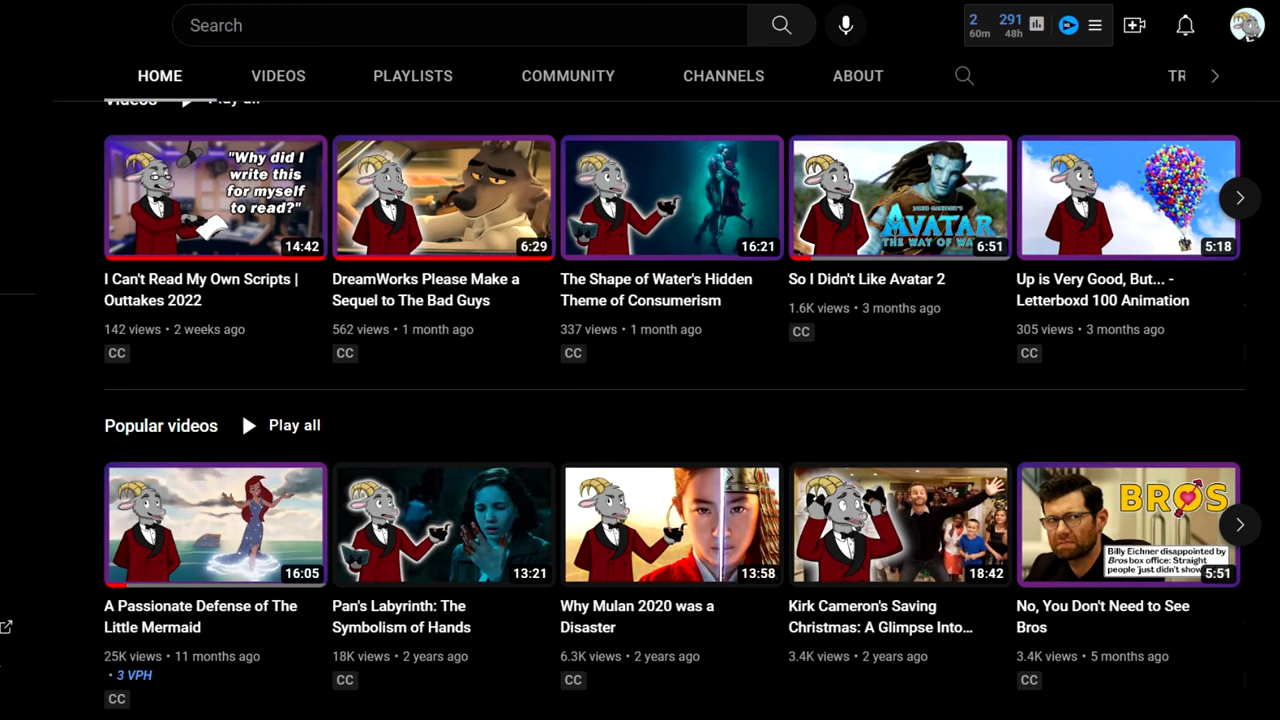 Search
2 291
60m 48h
HOME VIDEOS PLAYLISTS COMMUNITY CHANNELS ABOUT
Videos Play all
"Why did I
write this
for myself
to read?"
14:42
6:29
16:21
JAMES CAMERON'S
AVATAR
THE WAY OF WA
6:51
5:18
I Can't Read My Own Scripts |
Outtakes 2022
142 views • 2 weeks ago
CC
DreamWorks Please Make a
Sequel to The Bad Guys
562 views • 1 month ago
CC
The Shape of Water's Hidden
Theme of Consumerism
337 views • 1 month ago
CC
So I Didn't Like Avatar 2
1.6K views • 3 months ago
CC
Up is Very Good, But... -
Letterboxd 100 Animation
305 views • 3 months ago
CC
Popular videos Play all
16:05
13:21
13:58
18:42
BROS
Billy Eichner disappointed by
Bros box office: Straight
people 'just didn't show
5:51
A Passionate Defense of The
Little Mermaid
25K views • 11 months ago
• 3 VPH
CC
Pan's Labyrinth: The
Symbolism of Hands
18K views • 2 years ago
CC
Why Mulan 2020 was a
Disaster
6.3K views • 2 years ago
CC
Kirk Cameron's Saving
Christmas: A Glimpse Into...
3.4K views • 2 years ago
No, You Don't Need to See
Bros
3.4K views • 5 months ago
CC